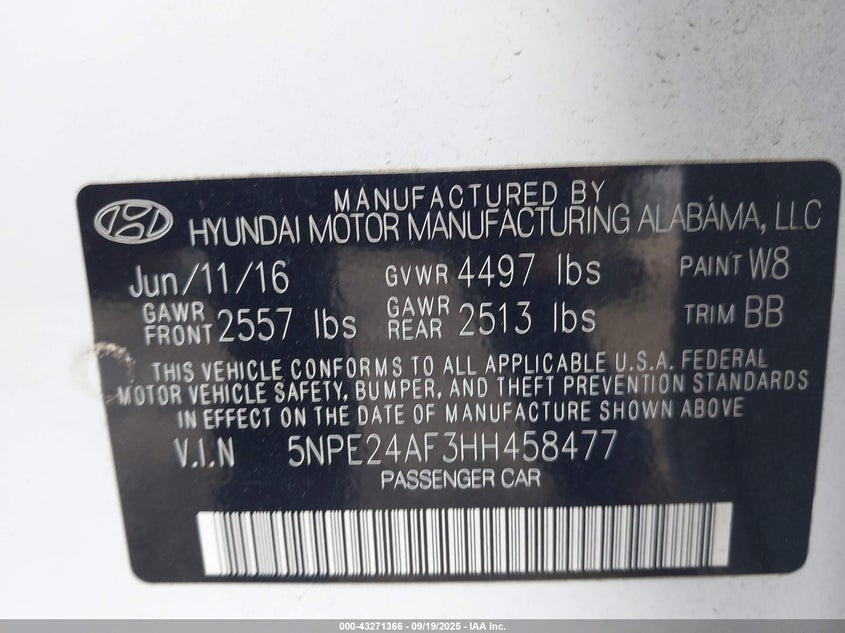 MANUFACTURED BY
HYUNDAI MOTOR MANUFACTURING ALABAMA, LLC
Jun/11/16 GVWR 4497 lbs PAINT W8
GAWR FRONT 2557 lbs GAWR REAR 2513 lbs TRIM BB
THIS VEHICLE CONFORMS TO ALL APPLICABLE U.S.A. FEDERAL
MOTOR VEHICLE SAFETY, BUMPER, AND THEFT PREVENTION STANDARDS
IN EFFECT ON THE DATE OF MANUFACTURE SHOWN ABOVE
V.I.N 5NPE24AF3HH458477
PASSENGER CAR
000-43271366 - 09/19/2025 - IAA Inc.